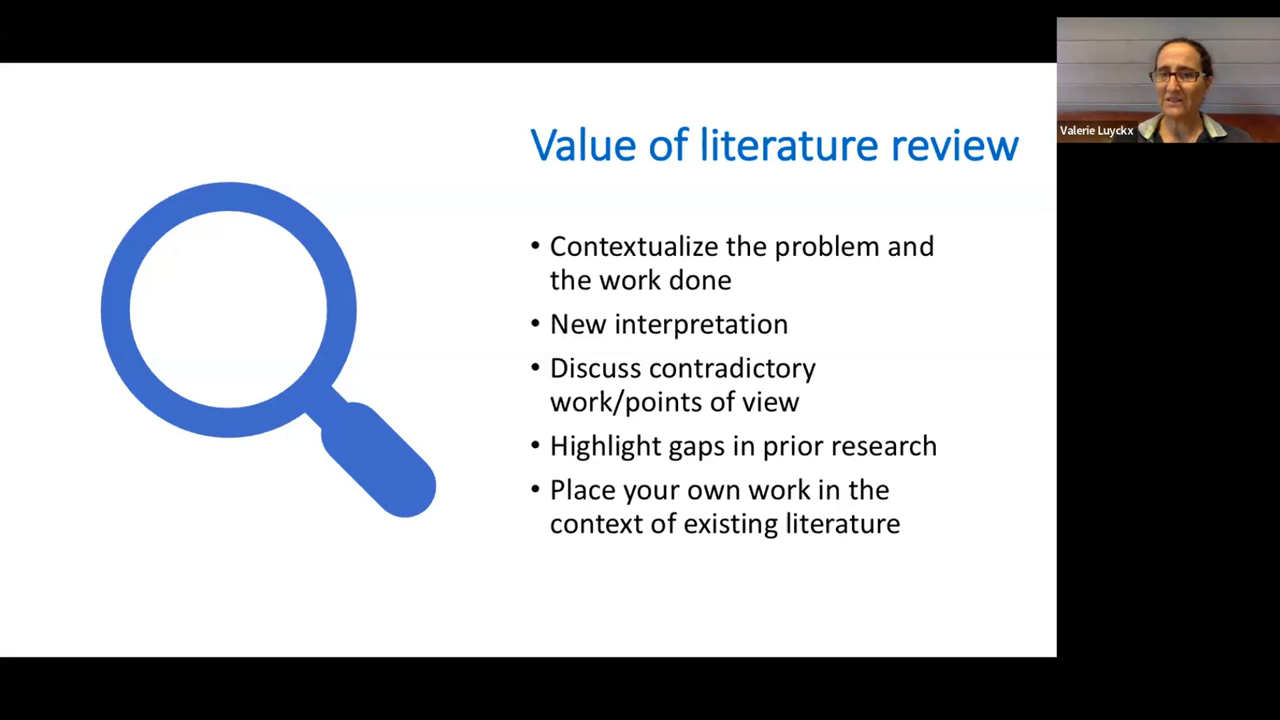 Value of literature review
• Contextualize the problem and
the work done
• New interpretation
• Discuss contradictory
work/points of view
• Highlight gaps in prior research
• Place your own work in the
context of existing literature
Valerie Luyckx